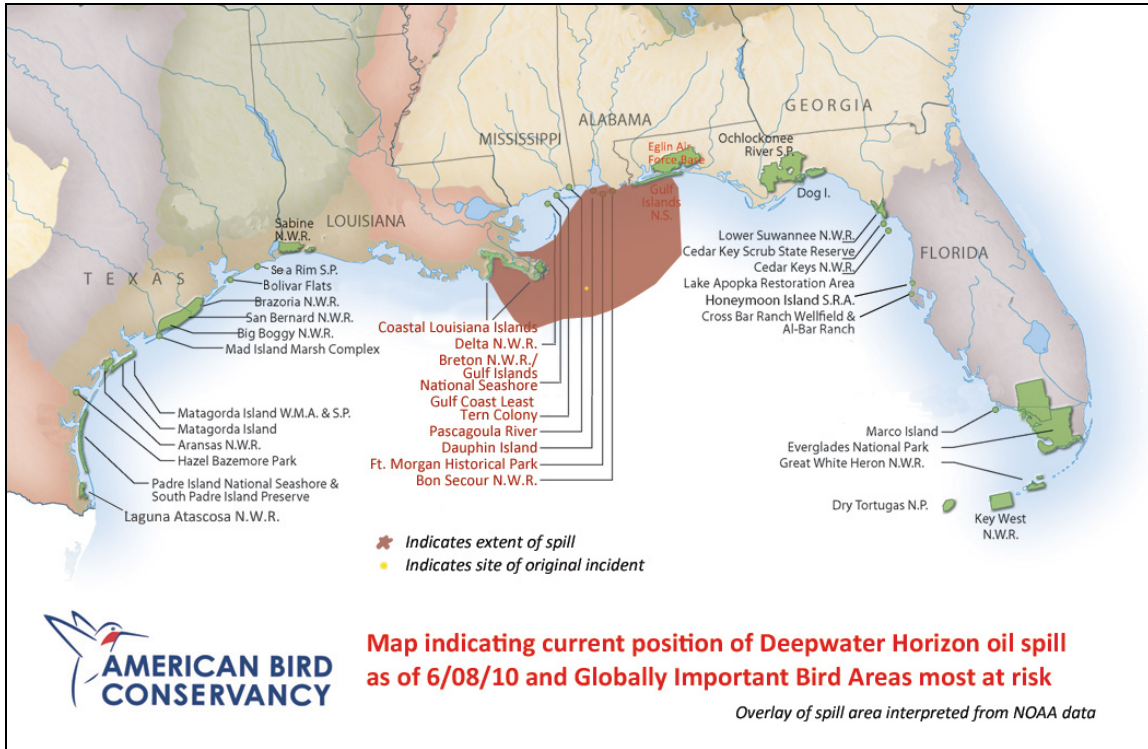 GEORGIA
ALABAMA
MISSISSIPPI
Ochlockonee
River S.P.
Eglin Air
Force Base
Dog I.
Gulf
Islands
N.S.
LOUISIANA
Sabine
N.W.R.
TEXAS
FLORIDA
Sea Rim S.P.
Bolivar Flats
Brazoria N.W.R.
San Bernard N.W.R.
Big Boggy N.W.R.
Mad Island Marsh Complex
Matagorda Island W.M.A. & S.P.
Matagorda Island
Aransas N.W.R.
Hazel Bazemore Park
Padre Island National Seashore &
South Padre Island Preserve
Laguna Atascosa N.W.R.
Coastal Louisiana Islands
Delta N.W.R.
Breton N.W.R./
Gulf Islands
National Seashore
Gulf Coast Least
Tern Colony
Pascagoula River
Dauphin Island
Ft. Morgan Historical Park
Bon Secour N.W.R.
Lower Suwannee N.W.R.
Cedar Key Scrub State Reserve
Cedar Keys N.W.R.
Lake Apopka Restoration Area
Honeymoon Island S.R.A.
Cross Bar Ranch Wellfield &
Al-Bar Ranch
Marco Island
Everglades National Park
Great White Heron N.W.R.
Dry Tortugas N.P.
Key West
N.W.R.
Indicates extent of spill
Indicates site of original incident
AMERICAN BIRD
CONSERVANCY
Map indicating current position of Deepwater Horizon oil spill
as of 6/08/10 and Globally Important Bird Areas most at risk
Overlay of spill area interpreted from NOAA data